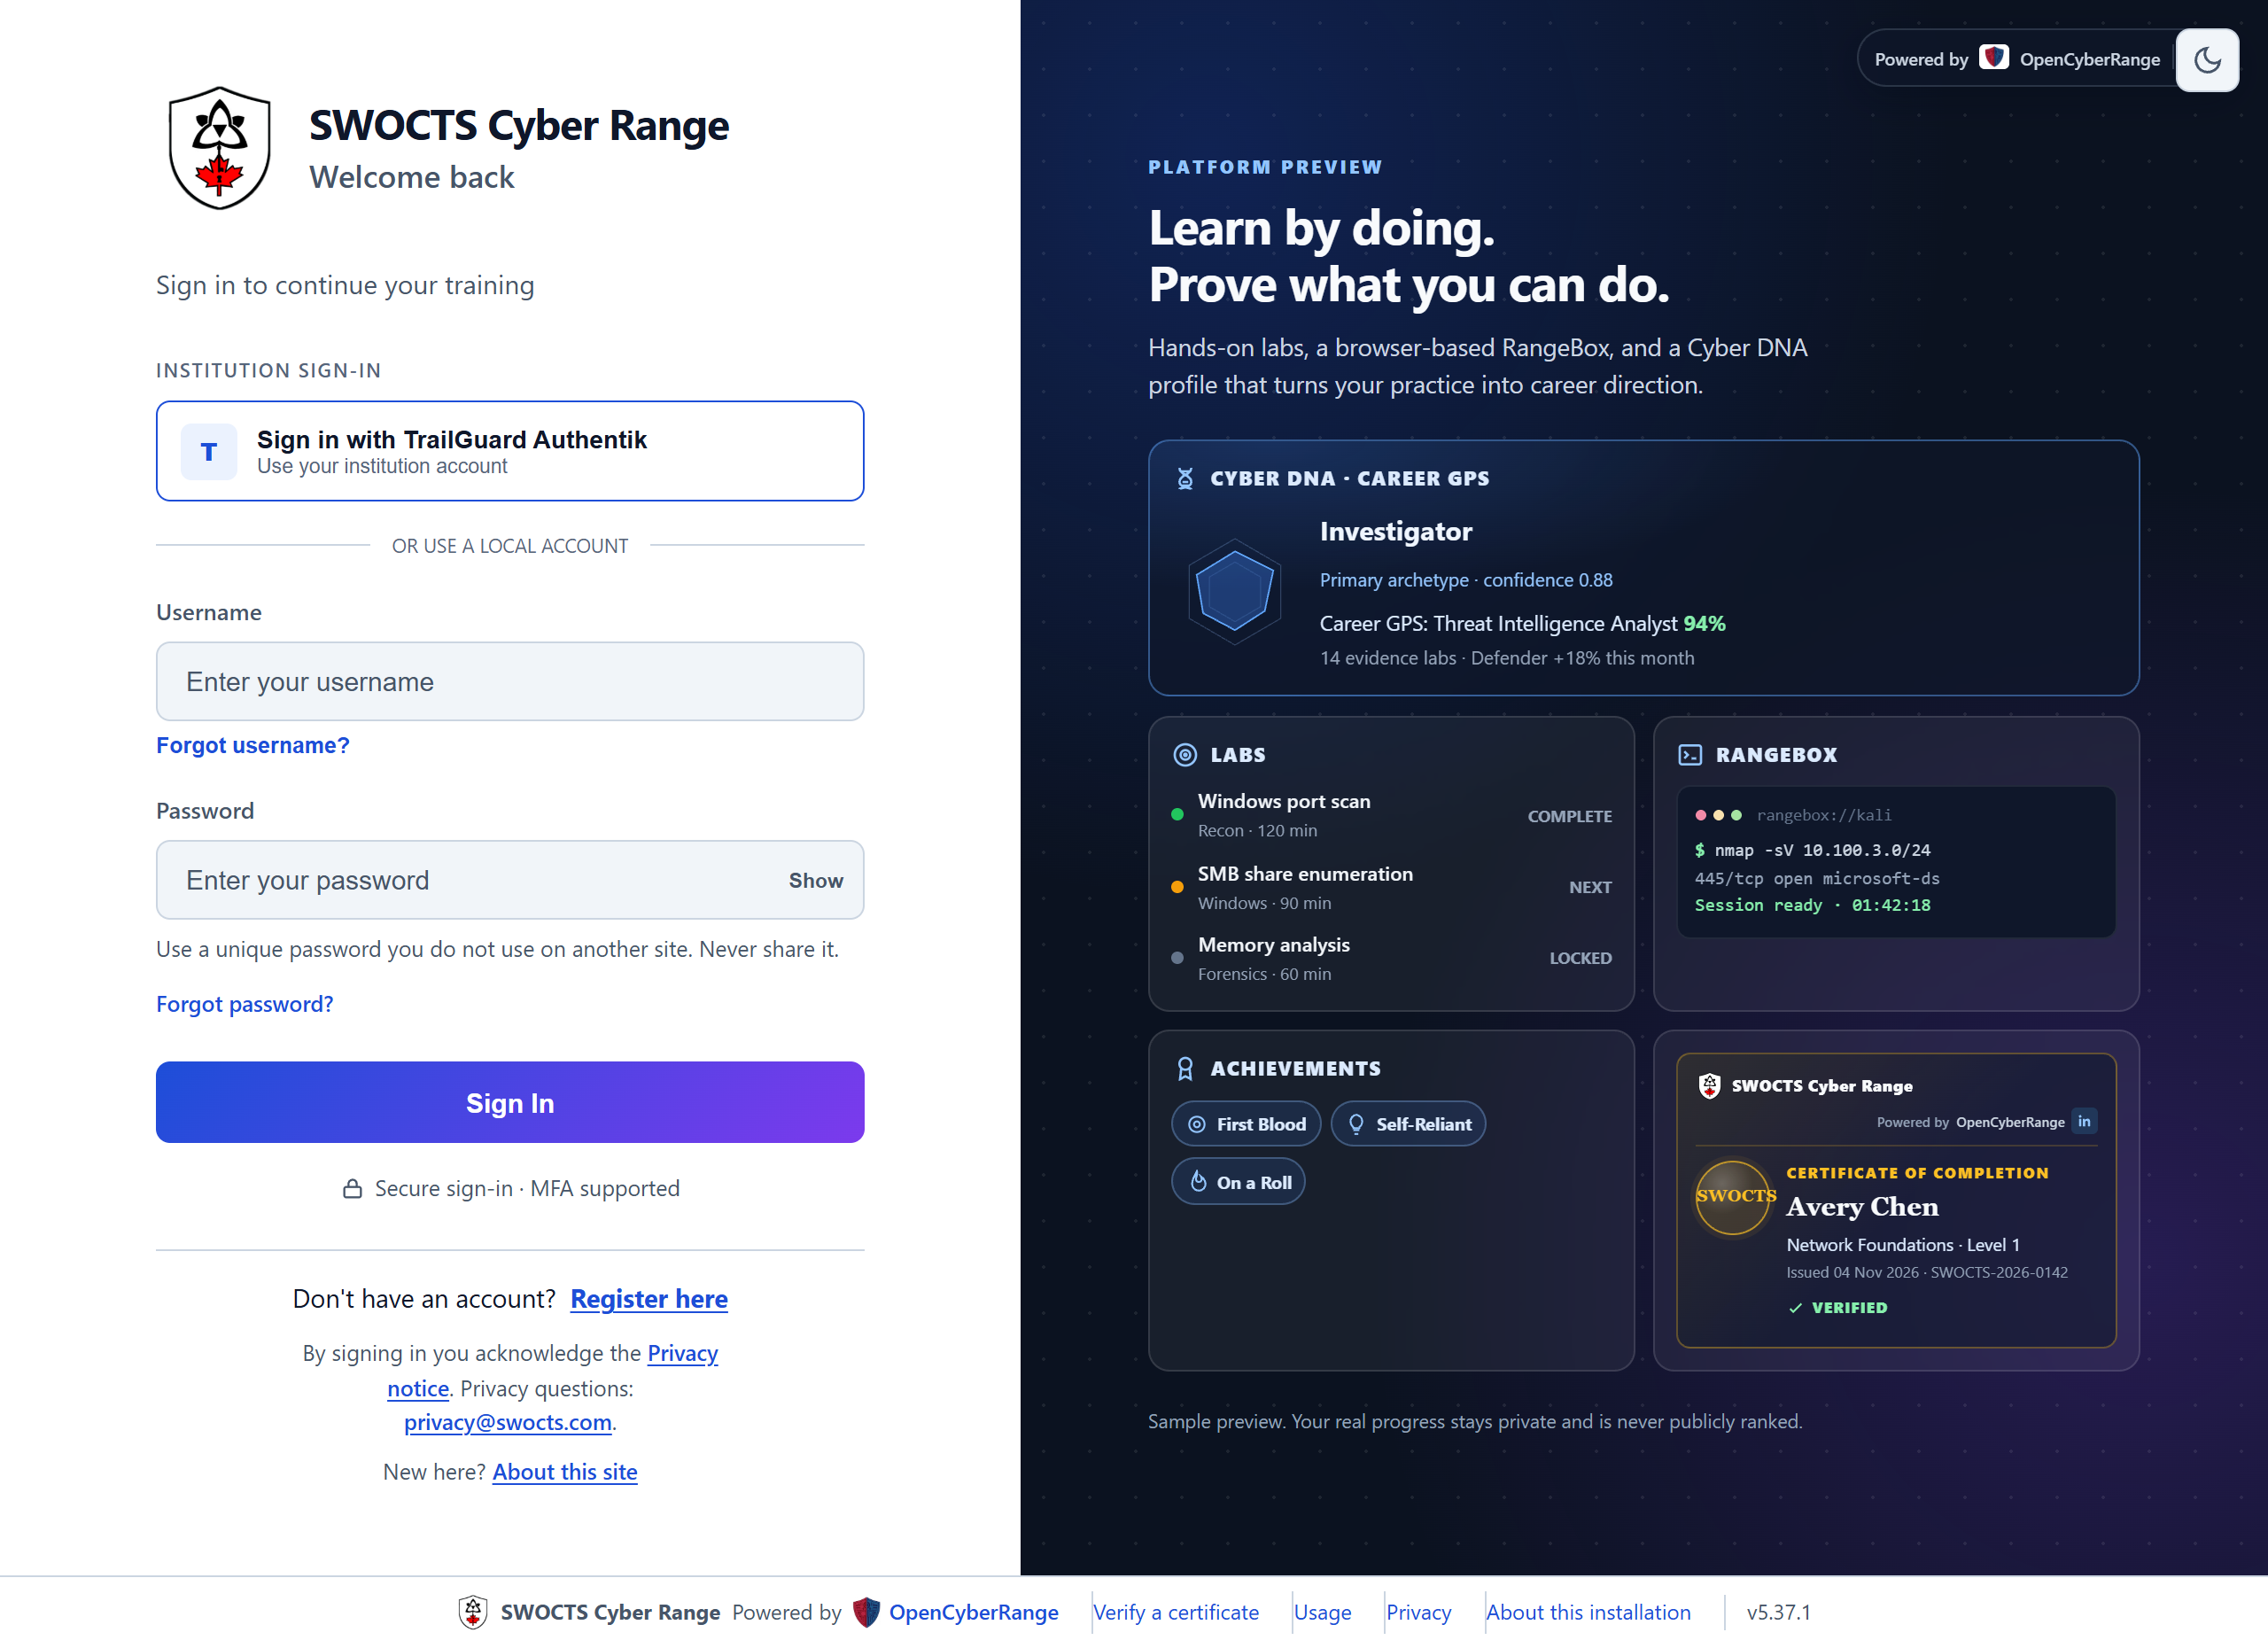 SWOCTS Cyber Range
Welcome back
Sign in to continue your training
INSTITUTION SIGN-IN
T
Sign in with TrailGuard Authentik
Use your institution account
OR USE A LOCAL ACCOUNT
Username
Enter your username
Forgot username?
Password
Enter your password
Show
Use a unique password you do not use on another site. Never share it.
Forgot password?
Sign In
Secure sign-in · MFA supported
Don't have an account? Register here
By signing in you acknowledge the Privacy
notice. Privacy questions:
privacy@swocts.com.
New here? About this site
Powered by OpenCyberRange
PLATFORM PREVIEW
Learn by doing.
Prove what you can do.
Hands-on labs, a browser-based RangeBox, and a Cyber DNA
profile that turns your practice into career direction.
CYBER DNA · CAREER GPS
Investigator
Primary archetype · confidence 0.88
Career GPS: Threat Intelligence Analyst 94%
14 evidence labs · Defender +18% this month
LABS
Windows port scan
Recon · 120 min
COMPLETE
SMB share enumeration
Windows · 90 min
NEXT
Memory analysis
Forensics · 60 min
LOCKED
RANGEBOX
rangebox://kali
$ nmap -sV 10.100.3.0/24
445/tcp open microsoft-ds
Session ready · 01:42:18
ACHIEVEMENTS
First Blood
Self-Reliant
On a Roll
SWOCTS Cyber Range
Powered by OpenCyberRange in
SWOCTS
CERTIFICATE OF COMPLETION
Avery Chen
Network Foundations · Level 1
Issued 04 Nov 2026 · SWOCTS-2026-0142
VERIFIED
Sample preview. Your real progress stays private and is never publicly ranked.
SWOCTS Cyber Range Powered by OpenCyberRange Verify a certificate Usage Privacy About this installation v5.37.1